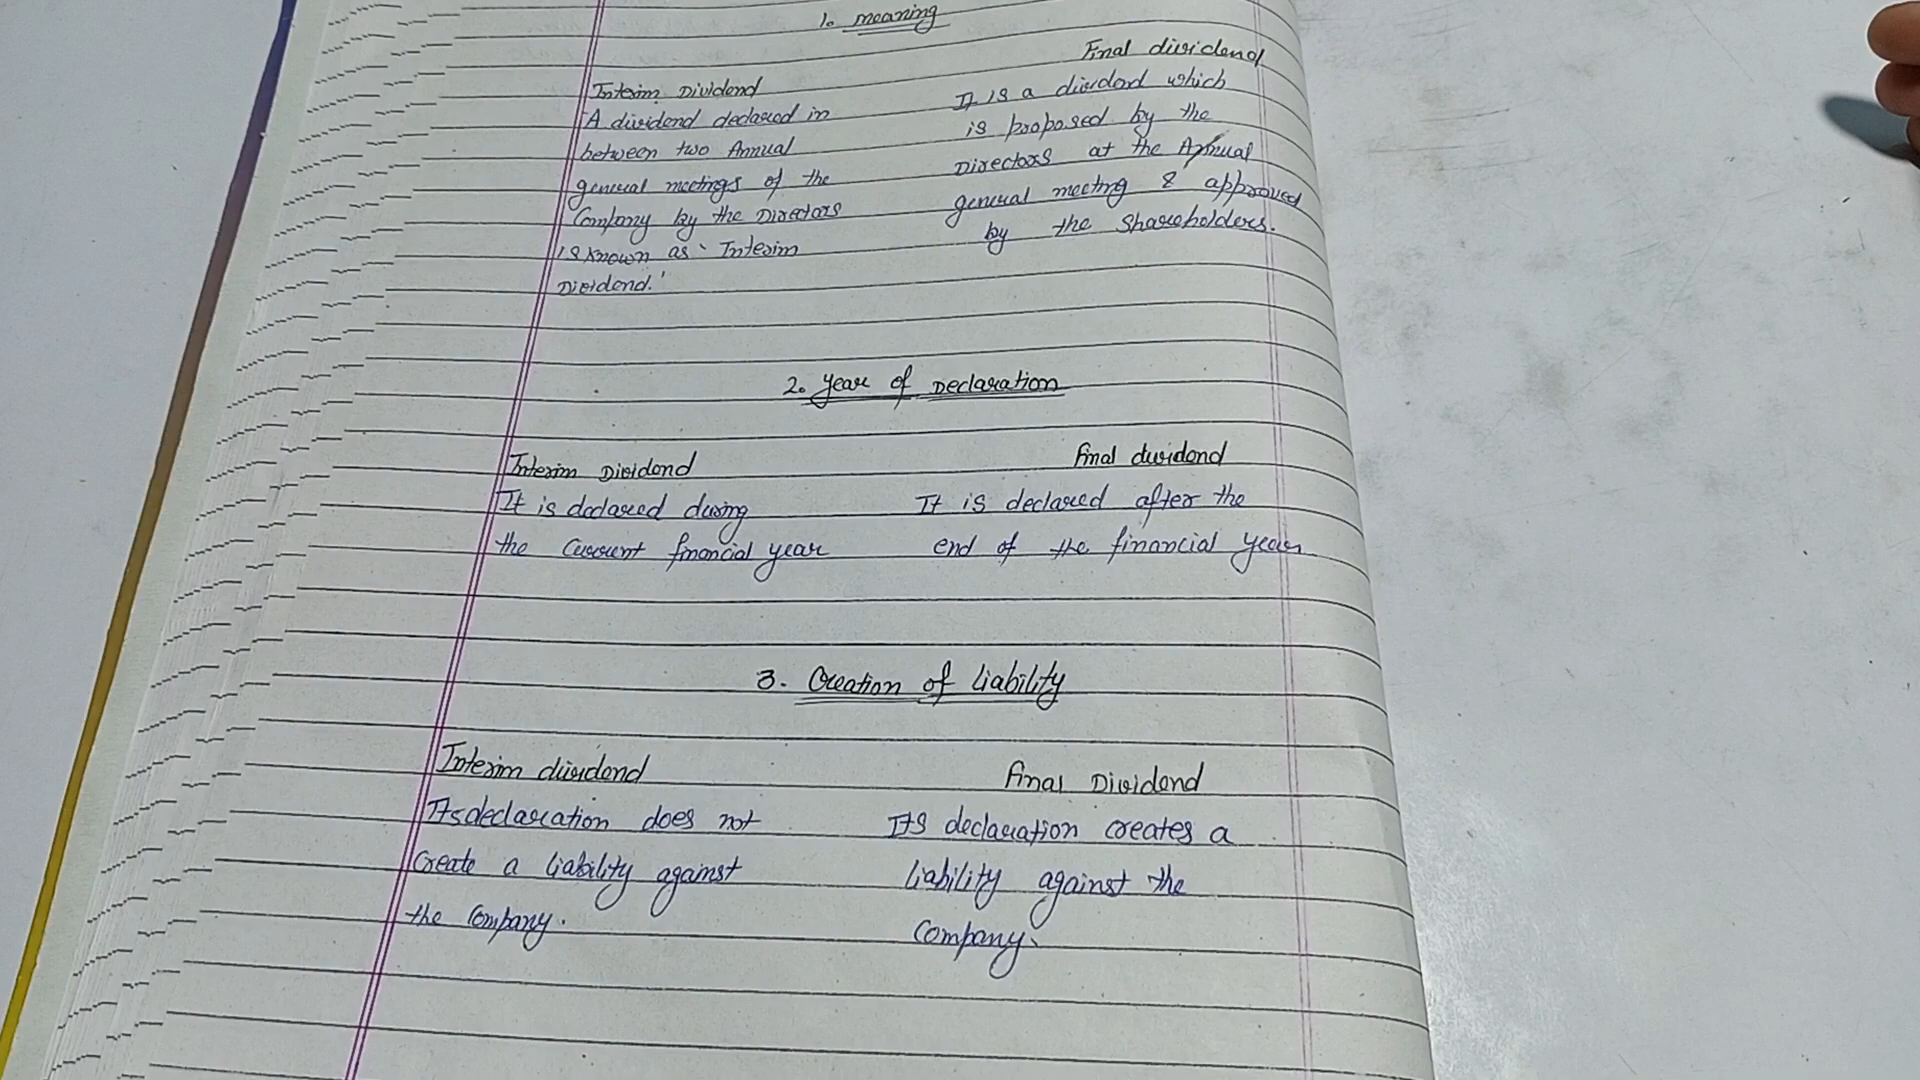 1. meaning
Interim Dividend
A dividend declared in
between two Annual
general meetings of the
Company by the Directors
is known as 'Interim
Dividend.'
Final dividend
It is a dividend which
is proposed by the
Directors at the Annual
general meeting & approved
by the Shareholders.
2. Year of Declaration
Interim Dividend
It is declared during
the Current financial year
final dividend
It is declared after the
end of the financial year
3. Creation of liability
Interim dividend
Its declaration does not
Create a liability against
the Company.
final Dividend
Its declaration creates a
liability against the
Company.